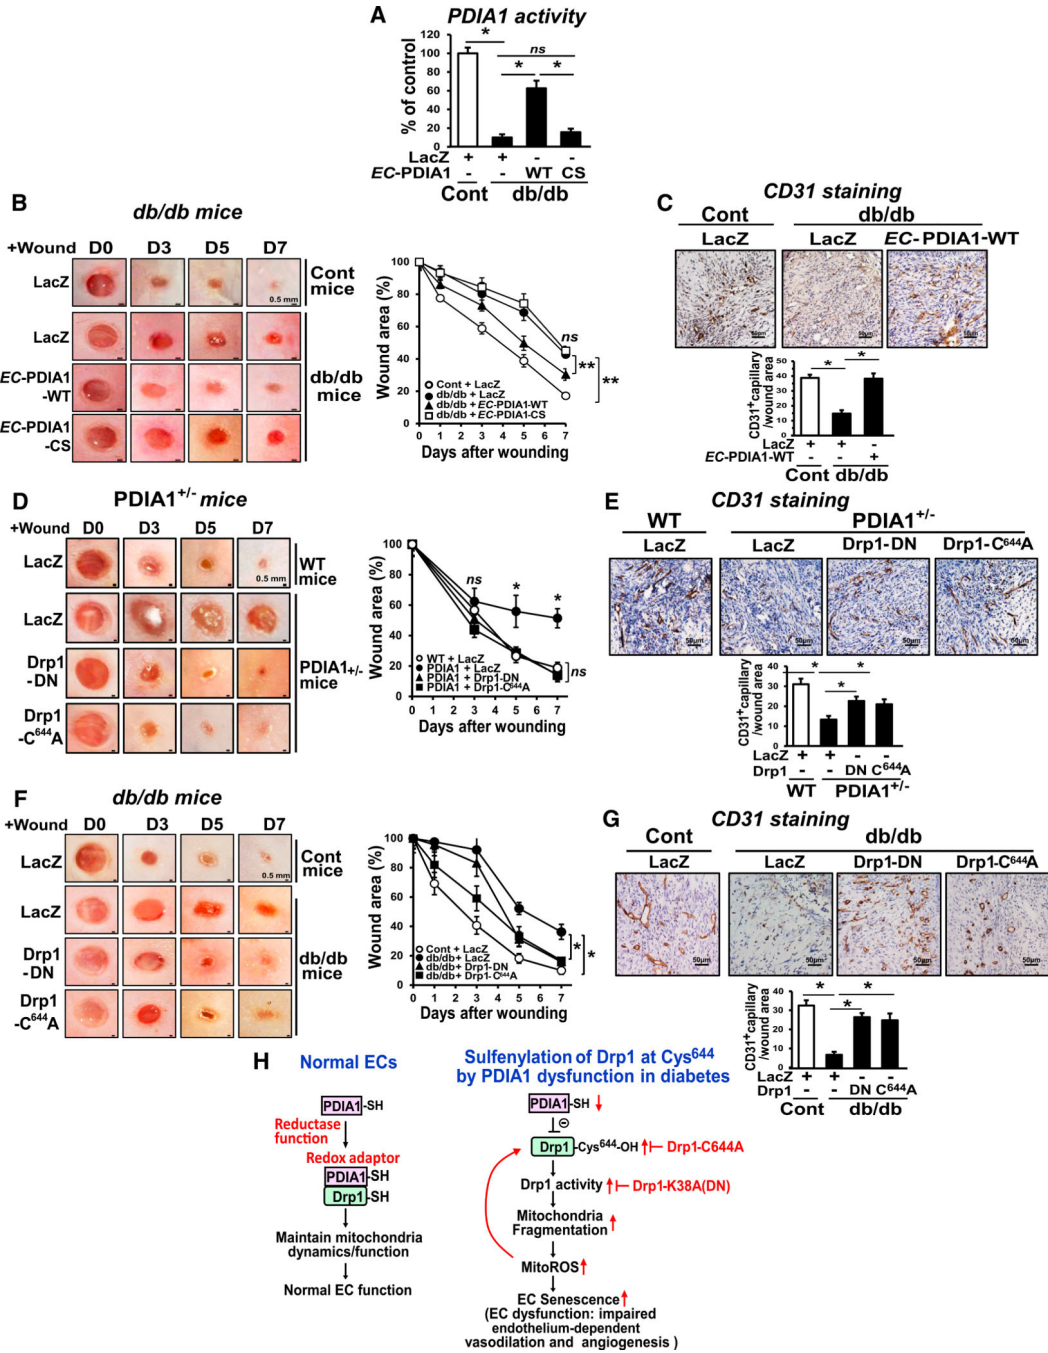 A
PDIA1 activity
% of control
120
100
80
60
40
20
0
*
ns
*
*
LacZ + + - -
EC-PDIA1 - - WT CS
Cont db/db
B
db/db mice
+Wound D0 D3 D5 D7
LacZ
0.5 mm
Cont
mice
LacZ
EC-PDIA1
-WT
EC-PDIA1
-CS
db/db
mice
Wound area (%)
100
80
60
40
20
0
0 1 2 3 4 5 6 7
Days after wounding
Cont + LacZ
db/db + LacZ
db/db + EC-PDIA1-WT
db/db + EC-PDIA1-CS
ns
**
**
C
CD31 staining
Cont db/db
LacZ LacZ EC-PDIA1-WT
50µm 50µm 50µm
CD31+capillary
/wound area
50
40
30
20
10
0
* *
LacZ + + -
EC-PDIA1-WT - - +
Cont db/db
D
PDIA1+/- mice
+Wound D0 D3 D5 D7
LacZ
0.5 mm
WT
mice
LacZ
Drp1
-DN
Drp1
-C644A
PDIA1+/-
mice
Wound area (%)
100
80
60
40
20
0
0 1 2 3 4 5 6 7
Days after wounding
WT + LacZ
PDIA1 + LacZ
PDIA1 + Drp1-DN
PDIA1 + Drp1-C644A
ns
*
*
ns
E
CD31 staining
WT PDIA1+/-
LacZ LacZ Drp1-DN Drp1-C644A
50µm 50µm 50µm 50µm
CD31+capillary
/wound area
40
30
20
10
0
* *
*
LacZ + + - -
Drp1 - - DN C644A
WT PDIA1+/-
F
db/db mice
+Wound D0 D3 D5 D7
LacZ
0.5 mm
Cont
mice
LacZ
Drp1
-DN
Drp1
-C644A
db/db
mice
Wound area (%)
100
80
60
40
20
0
0 1 2 3 4 5 6 7
Days after wounding
Cont + LacZ
db/db+ LacZ
db/db+ Drp1-DN
db/db+ Drp1-C644A
*
*
G
CD31 staining
Cont db/db
LacZ LacZ Drp1-DN Drp1-C644A
50µm 50µm 50µm 50µm
CD31+capillary
/wound area
40
30
20
10
0
* *
*
LacZ + + - -
Drp1 - - DN C644A
Cont db/db
H
Normal ECs
PDIA1-SH
Reductase
function
Redox adaptor
PDIA1-SH
Drp1-SH
Maintain mitochondria
dynamics/function
Normal EC function
Sulfenylation of Drp1 at Cys644
by PDIA1 dysfunction in diabetes
PDIA1-SH
Drp1-Cys644-OH Drp1-C644A
Drp1 activity Drp1-K38A(DN)
Mitochondria
Fragmentation
MitoROS
EC Senescence
(EC dysfunction: impaired
endothelium-dependent
vasodilation and angiogenesis )